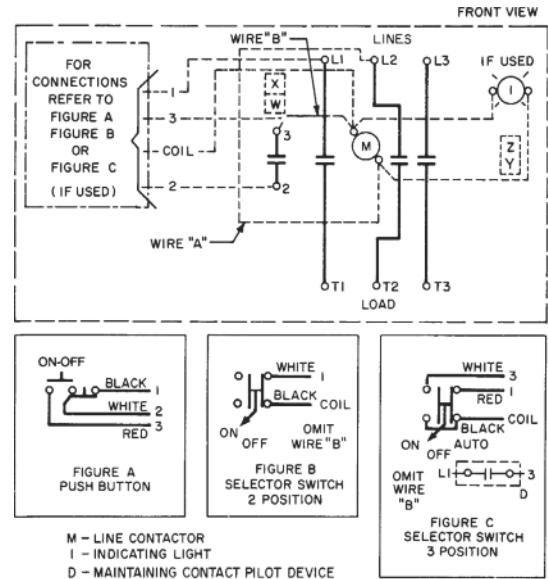 FRONT VIEW
WIRE "B"
LINES
L1
L2
L3
IF USED
FOR
CONNECTIONS
REFER TO
FIGURE A
FIGURE B
OR
FIGURE C
(IF USED)
1
3
COIL
2
X
W
3
2
M
I
Z
Y
WIRE "A"
T1
T2
T3
LOAD
ON-OFF
BLACK 1
WHITE 2
RED 3
FIGURE A
PUSH BUTTON
WHITE 1
BLACK COIL
ON
OFF
OMIT
WIRE "B"
FIGURE B
SELECTOR SWITCH
2 POSITION
WHITE 3
RED 1
COIL
BLACK
ON
OFF
AUTO
L1
3
D
OMIT
WIRE
"B"
FIGURE C
SELECTOR SWITCH
3 POSITION
M - LINE CONTACTOR
I - INDICATING LIGHT
D - MAINTAINING CONTACT PILOT DEVICE